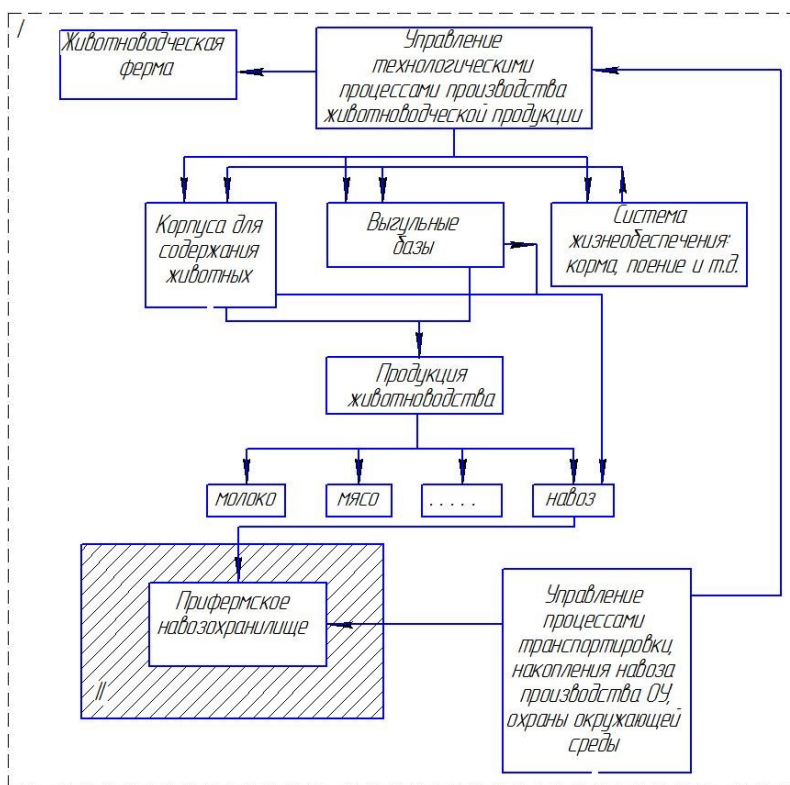 I
Животноводческая
ферма
Управление
технологическими
процессами производства
животноводческой продукции
Корпуса для
содержания
животных
Выгульные
базы
Система
жизнеобеспечения:
корма, поение и т.д.
Продукция
животноводства
молоко
мясо
.....
навоз
Прифермское
навозохранилище
II
Управление
процессами
транспортировки,
накопления навоза
производства ОУ,
охраны окружающей
среды